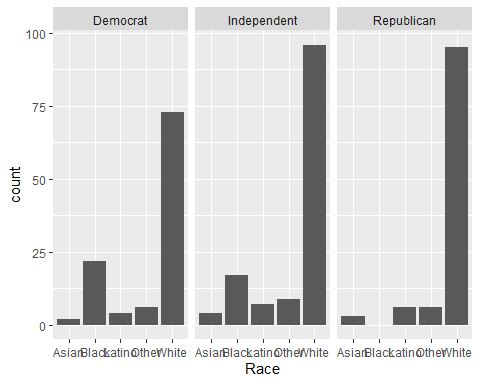 Democrat Independent Republican
100
75
50
25
0
count
Asian Black Latino Other White Asian Black Latino Other White Asian Black Latino Other White
Race